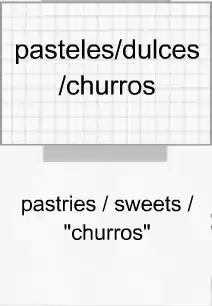 pasteles/dulces
/churros
pastries / sweets /
"churros"